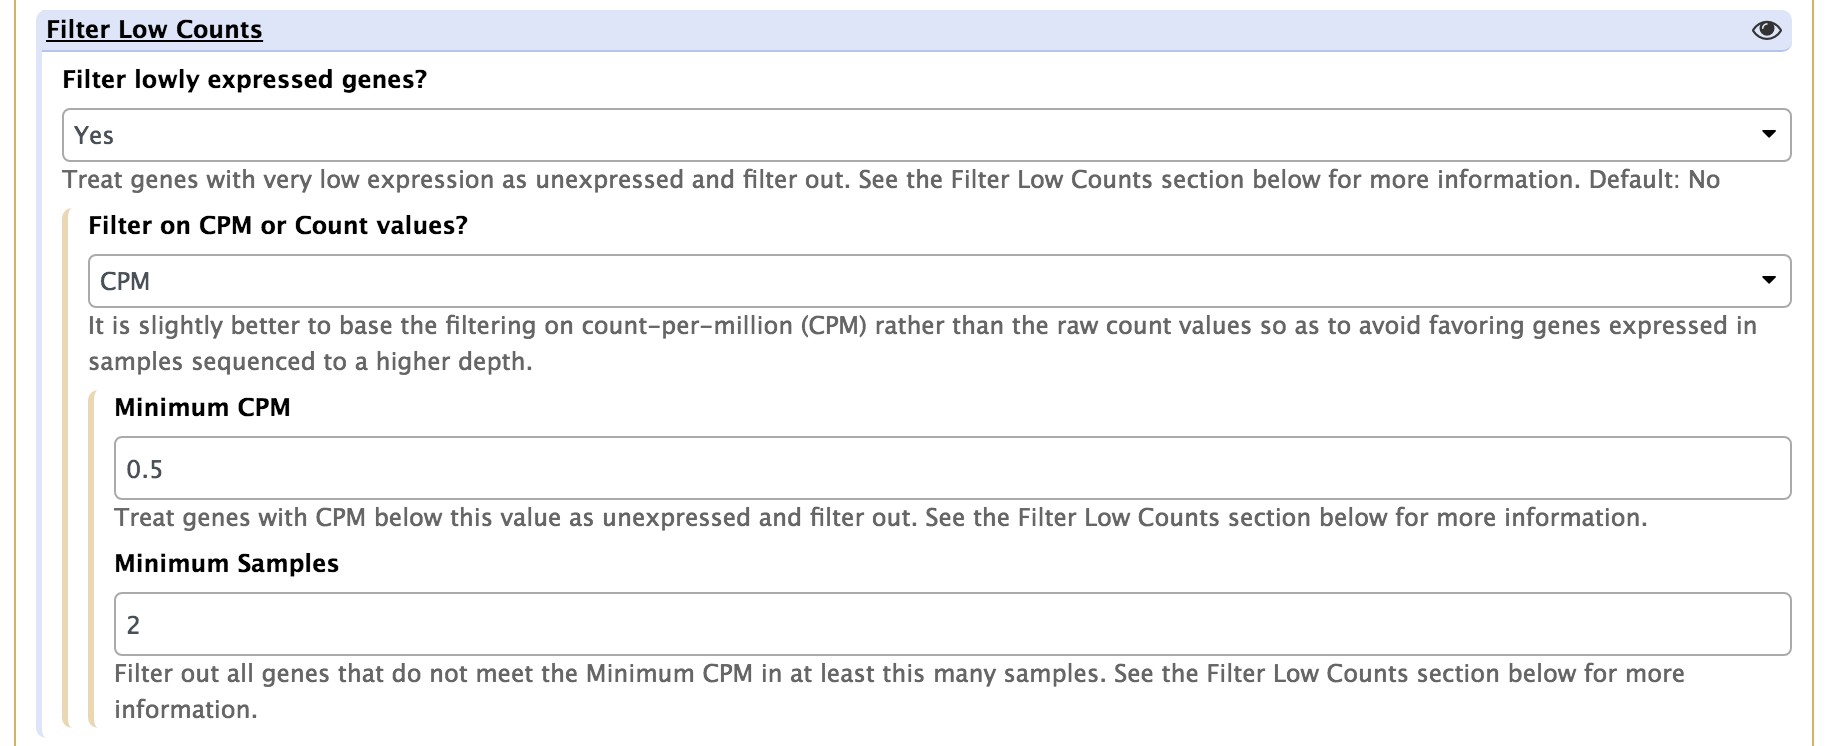 Filter Low Counts
Filter lowly expressed genes?
Yes
Treat genes with very low expression as unexpressed and filter out. See the Filter Low Counts section below for more information. Default: No
Filter on CPM or Count values?
CPM
It is slightly better to base the filtering on count-per-million (CPM) rather than the raw count values so as to avoid favoring genes expressed in
samples sequenced to a higher depth.
Minimum CPM
0.5
Treat genes with CPM below this value as unexpressed and filter out. See the Filter Low Counts section below for more information.
Minimum Samples
2
Filter out all genes that do not meet the Minimum CPM in at least this many samples. See the Filter Low Counts section below for more
information.